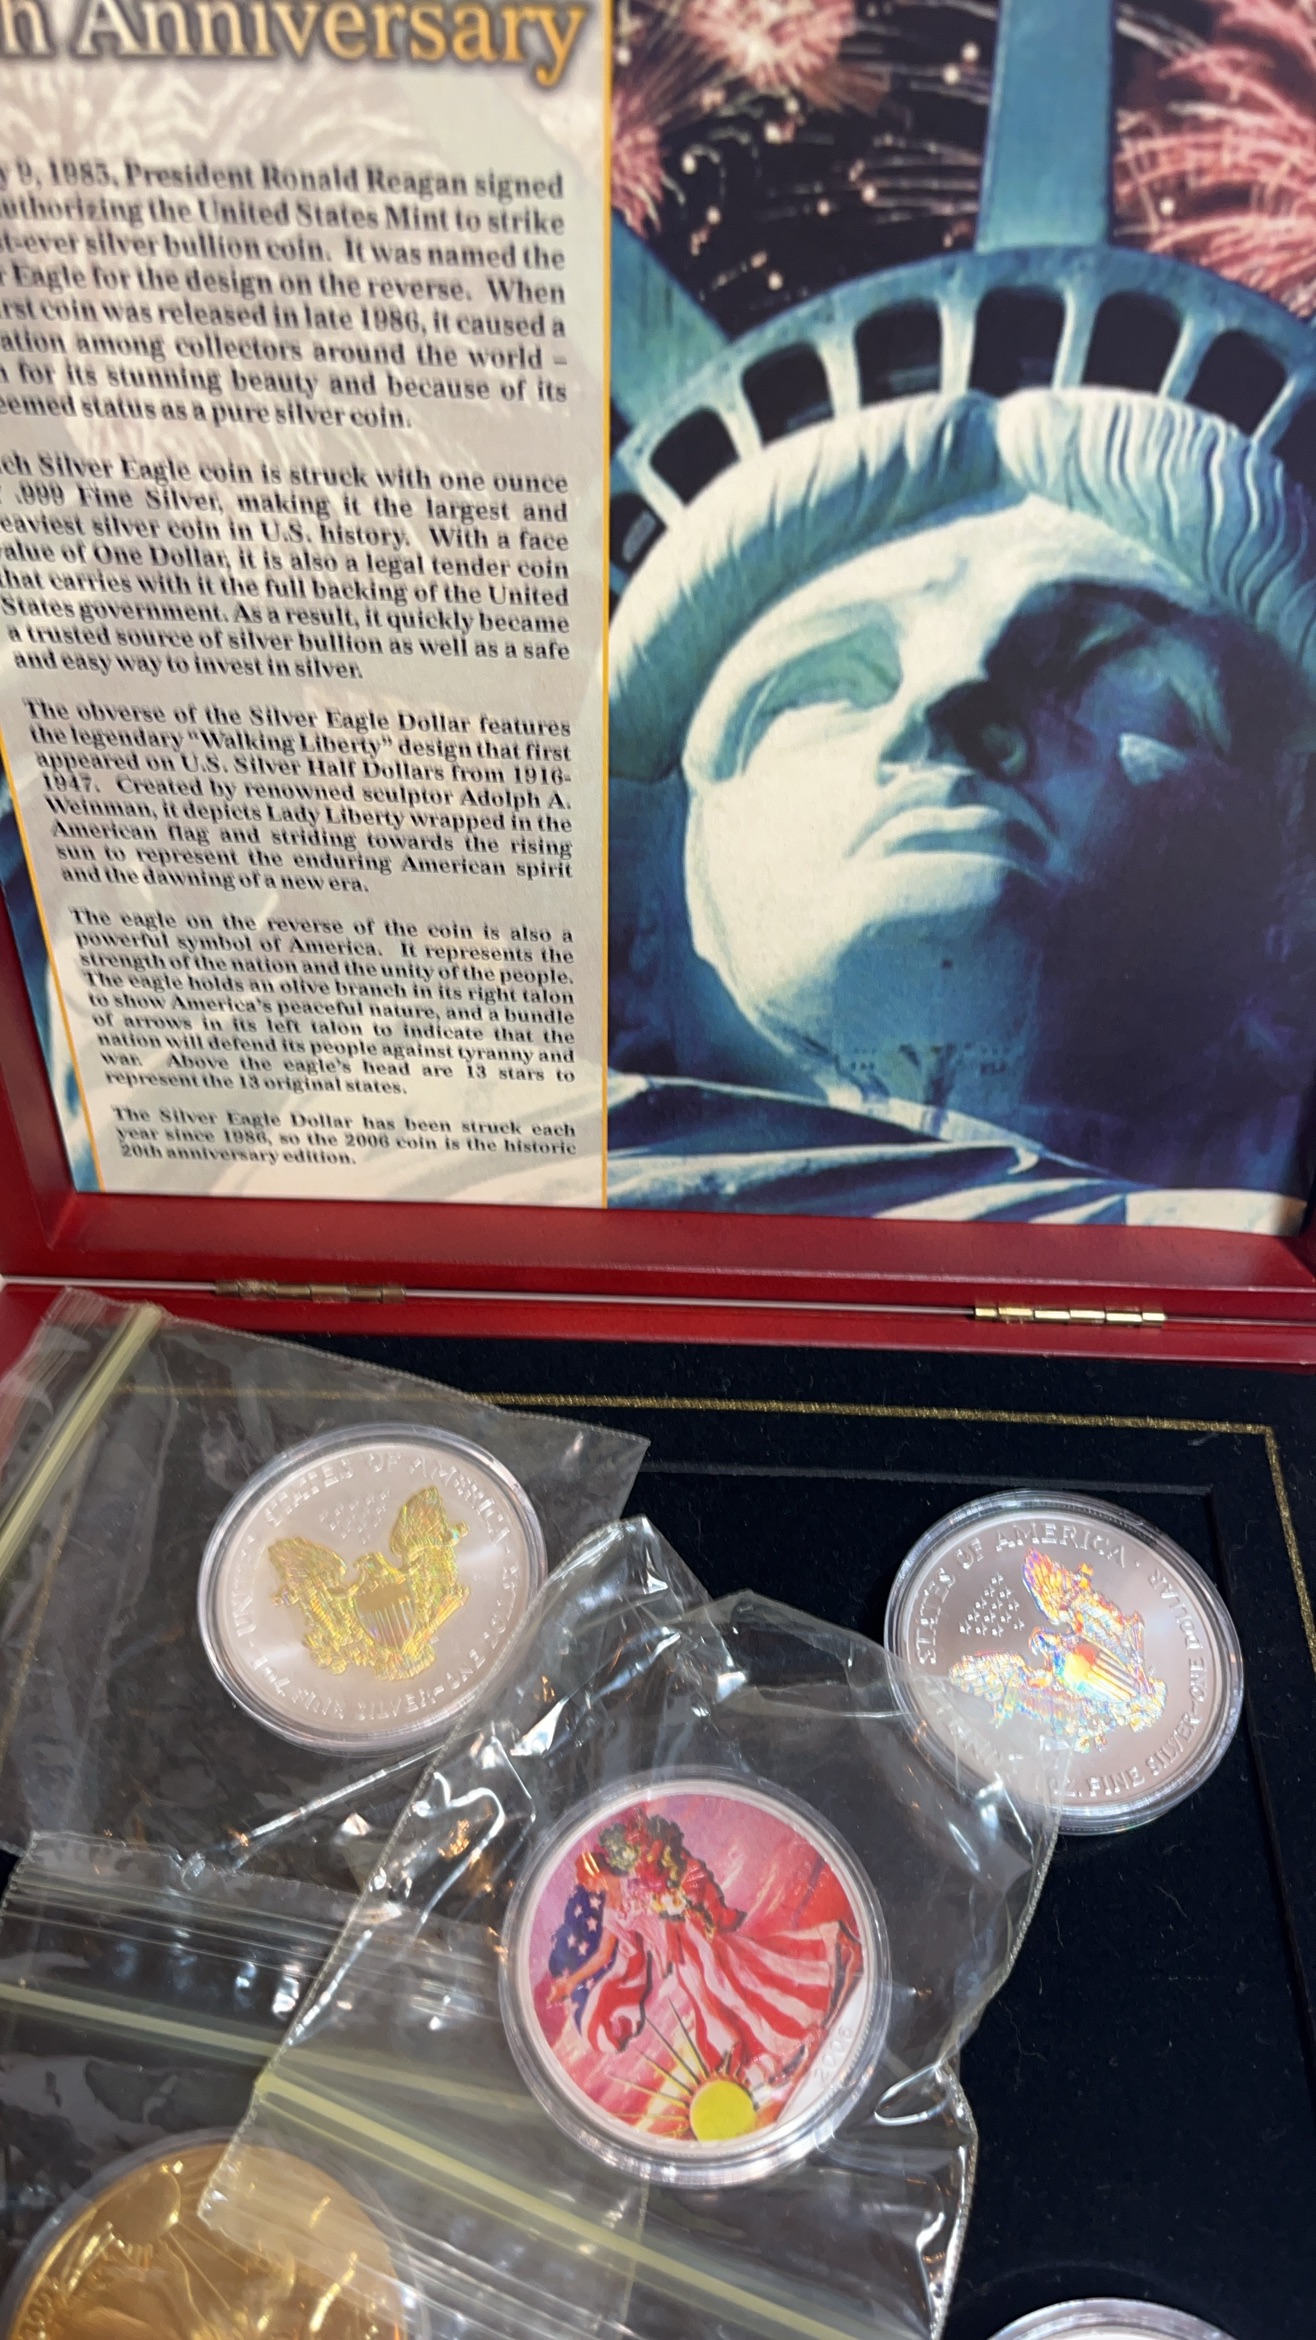 h Anniversary
y 9, 1985, President Ronald Reagan signed
uthorizing the United States Mint to strike
st-ever silver bullion coin. It was named the
r Eagle for the design on the reverse. When
rst coin was released in late 1986, it caused a
ation among collectors around the world –
h for its stunning beauty and because of its
eemed status as a pure silver coin.
ch Silver Eagle coin is struck with one ounce
.999 Fine Silver, making it the largest and
eaviest silver coin in U.S. history. With a face
value of One Dollar, it is also a legal tender coin
that carries with it the full backing of the United
States government. As a result, it quickly became
a trusted source of silver bullion as well as a safe
and easy way to invest in silver.
The obverse of the Silver Eagle Dollar features
the legendary "Walking Liberty" design that first
appeared on U.S. Silver Half Dollars from 1916-
1947. Created by renowned sculptor Adolph A.
Weinman, it depicts Lady Liberty wrapped in the
American flag and striding towards the rising
sun to represent the enduring American spirit
and the dawning of a new era.
The eagle on the reverse of the coin is also a
powerful symbol of America. It represents the
strength of the nation and the unity of the people.
The eagle holds an olive branch in its right talon
to show America's peaceful nature, and a bundle
of arrows in its left talon to indicate that the
nation will defend its people against tyranny and
war. Above the eagle's head are 13 stars to
represent the 13 original states.
The Silver Eagle Dollar has been struck each
year since 1986, so the 2006 coin is the historic
20th anniversary edition.
STATES OF AMERICA
FINE SILVER~ONE DOLLAR
STATES OF AMERICA
OZ. FINE SILVER~ONE DOLLAR
2006